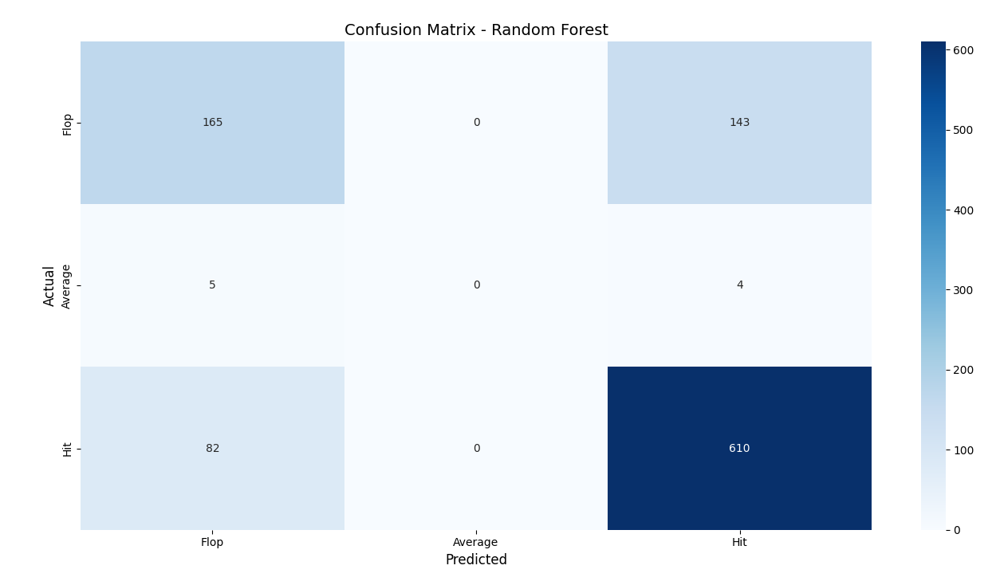 Confusion Matrix - Random Forest
Actual
Flop
165
0
143
Average
5
0
4
Hit
82
0
610
Flop
Average
Hit
Predicted
600
500
400
300
200
100
0